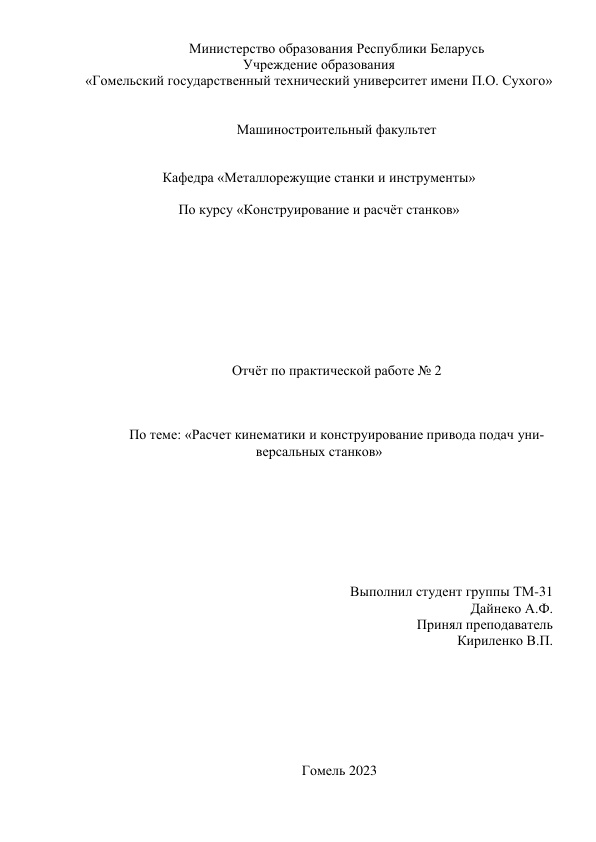 Министерство образования Республики Беларусь
Учреждение образования
«Гомельский государственный технический университет имени П.О. Сухого»
Машиностроительный факультет
Кафедра «Металлорежущие станки и инструменты»
По курсу «Конструирование и расчёт станков»
Отчёт по практической работе № 2
По теме: «Расчет кинематики и конструирование привода подач уни-
версальных станков»
Выполнил студент группы ТМ-31
Дайнеко А.Ф.
Принял преподаватель
Кириленко В.П.
Гомель 2023